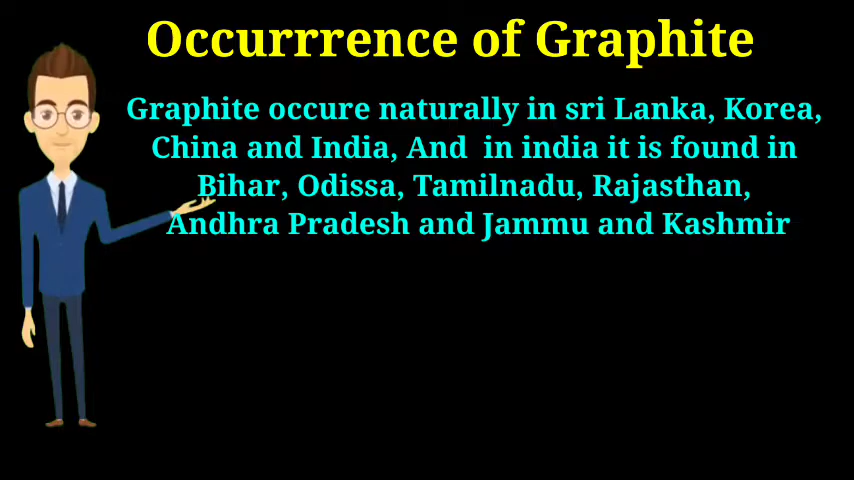 Occurrrence of Graphite
Graphite occure naturally in sri Lanka, Korea,
China and India, And in india it is found in
Bihar, Odissa, Tamilnadu, Rajasthan,
Andhra Pradesh and Jammu and Kashmir